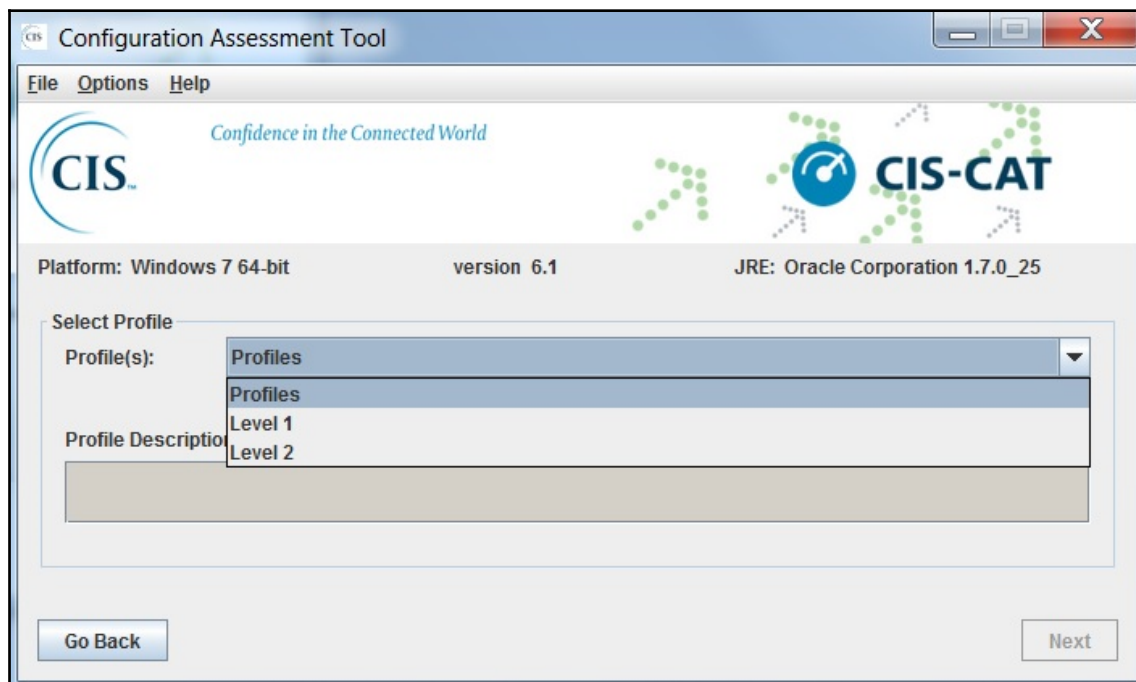 CIS Configuration Assessment Tool
File Options Help
CIS™ Confidence in the Connected World CIS-CAT
Platform: Windows 7 64-bit version 6.1 JRE: Oracle Corporation 1.7.0_25
Select Profile
Profile(s): Profiles
Profiles
Level 1
Level 2
Profile Description
Go Back Next